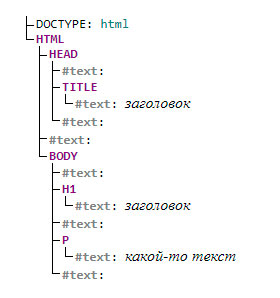 DOCTYPE: html
HTML
HEAD
#text:
TITLE
#text: заголовок
#text:
#text:
BODY
#text:
H1
#text: заголовок
#text:
P
#text: какой-то текст
#text: